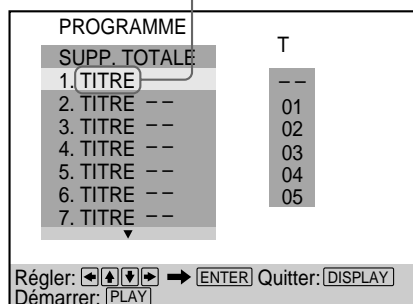 PROGRAMME
T
SUPP. TOTALE
1. TITRE
– –
2. TITRE – –
01
3. TITRE – –
02
4. TITRE – –
03
5. TITRE – –
04
6. TITRE – –
05
7. TITRE – –
Régler: ENTER Quitter: DISPLAY
Démarrer: PLAY